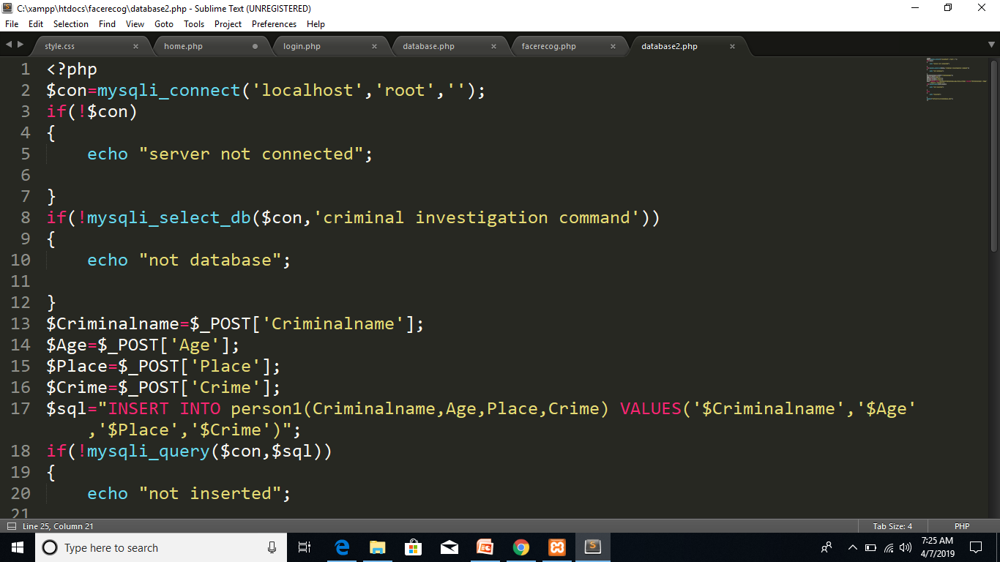 C:\xampp\htdocs\facerecog\database2.php - Sublime Text (UNREGISTERED)
File Edit Selection Find View Goto Tools Project Preferences Help
style.css home.php login.php database.php facerecog.php database2.php
1 <?php
2 $con=mysqli_connect('localhost','root','');
3 if(!$con)
4 {
5 echo "server not connected";
6
7 }
8 if(!mysqli_select_db($con,'criminal investigation command'))
9 {
10 echo "not database";
11
12 }
13 $Criminalname=$_POST['Criminalname'];
14 $Age=$_POST['Age'];
15 $Place=$_POST['Place'];
16 $Crime=$_POST['Crime'];
17 $sql="INSERT INTO person1(Criminalname,Age,Place,Crime) VALUES('$Criminalname','$Age'
,'$Place','$Crime')";
18 if(!mysqli_query($con,$sql))
19 {
20 echo "not inserted";
21
Line 25, Column 21 Tab Size: 4 PHP
Type here to search
7:25 AM
4/7/2019